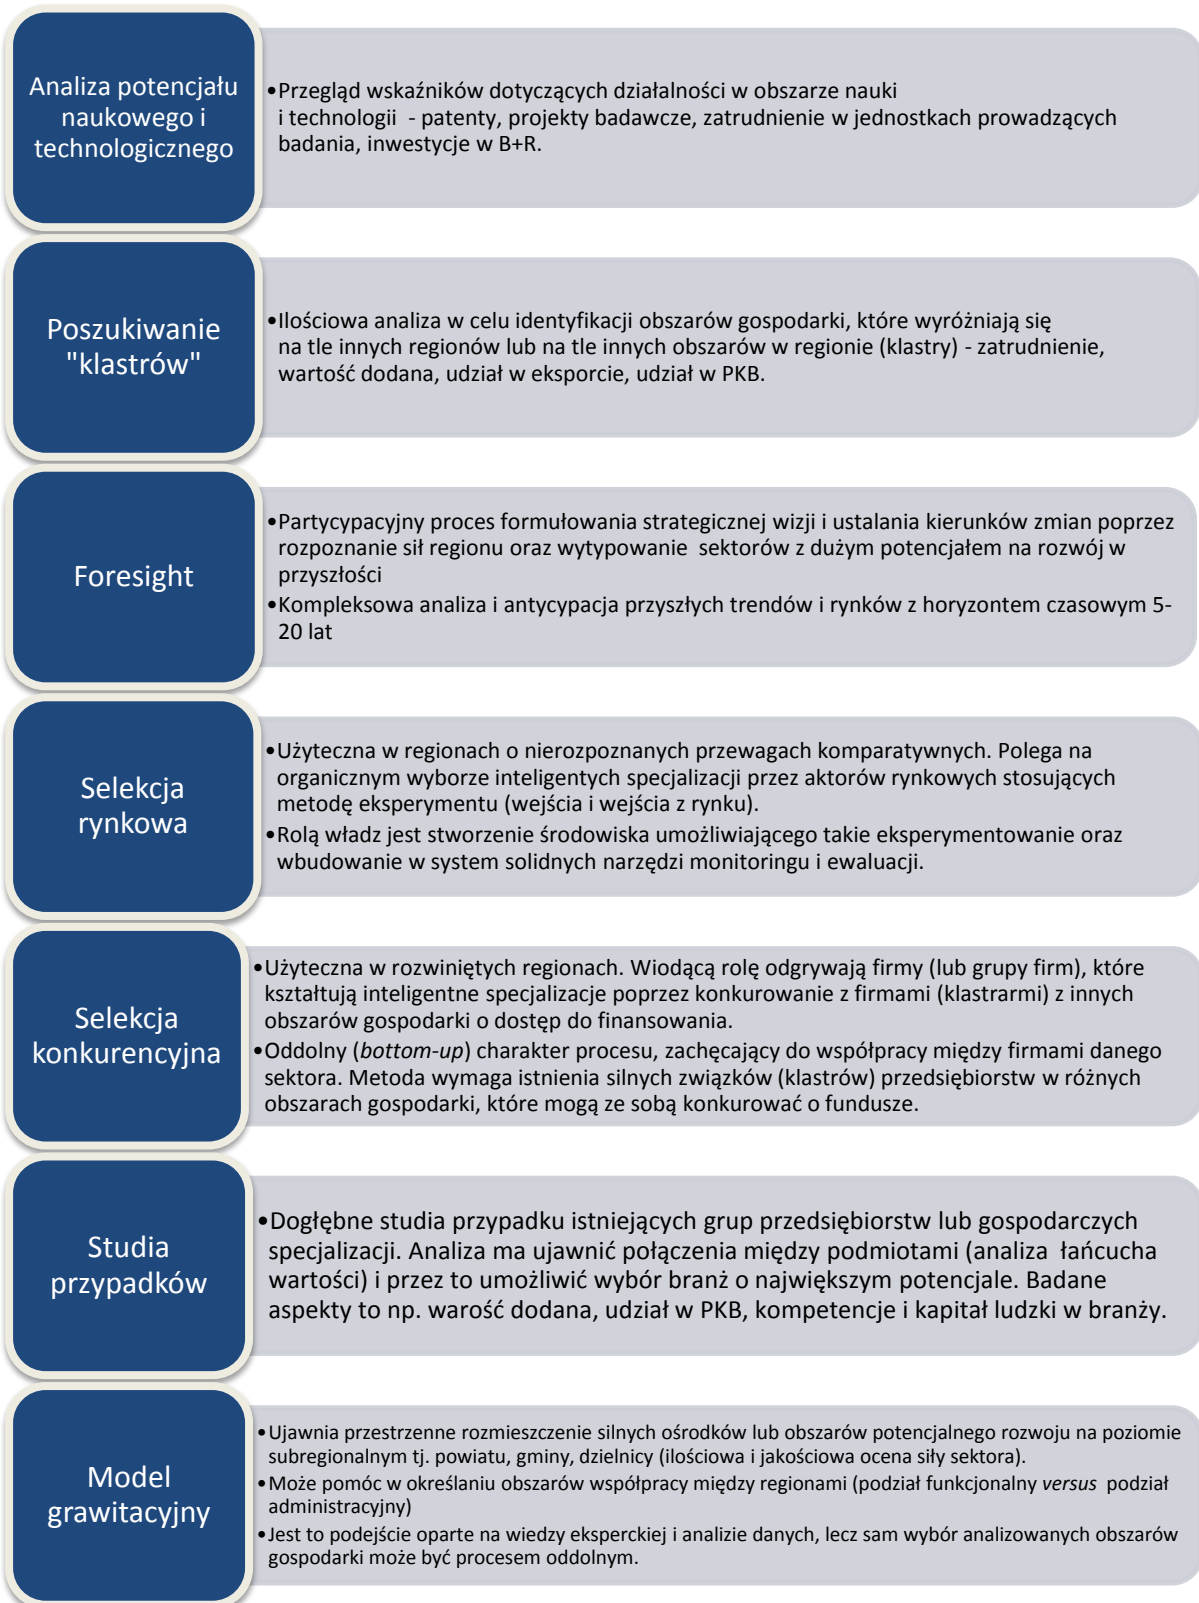 Analiza potencjału
naukowego i
technologicznego
•Przegląd wskaźników dotyczących działalności w obszarze nauki
i technologii - patenty, projekty badawcze, zatrudnienie w jednostkach prowadzących
badania, inwestycje w B+R.
Poszukiwanie
"klastrów"
•Ilościowa analiza w celu identyfikacji obszarów gospodarki, które wyróżniają się
na tle innych regionów lub na tle innych obszarów w regionie (klastry) - zatrudnienie,
wartość dodana, udział w eksporcie, udział w PKB.
Foresight
•Partycypacyjny proces formułowania strategicznej wizji i ustalania kierunków zmian poprzez
rozpoznanie sił regionu oraz wytypowanie sektorów z dużym potencjałem na rozwój w
przyszłości
•Kompleksowa analiza i antycypacja przyszłych trendów i rynków z horyzontem czasowym 5-
20 lat
Selekcja
rynkowa
•Użyteczna w regionach o nierozpoznanych przewagach komparatywnych. Polega na
organicznym wyborze inteligentych specjalizacji przez aktorów rynkowych stosujących
metodę eksperymentu (wejścia i wejścia z rynku).
•Rolą władz jest stworzenie środowiska umożliwiającego takie eksperymentowanie oraz
wbudowanie w system solidnych narzędzi monitoringu i ewaluacji.
Selekcja
konkurencyjna
•Użyteczna w rozwiniętych regionach. Wiodącą rolę odgrywają firmy (lub grupy firm), które
kształtują inteligentne specjalizacje poprzez konkurowanie z firmami (klastrarmi) z innych
obszarów gospodarki o dostęp do finansowania.
•Oddolny (bottom-up) charakter procesu, zachęcający do współpracy między firmami danego
sektora. Metoda wymaga istnienia silnych związków (klastrów) przedsiębiorstw w różnych
obszarach gospodarki, które mogą ze sobą konkurować o fundusze.
Studia
przypadków
•Dogłębne studia przypadku istniejących grup przedsiębiorstw lub gospodarczych
specjalizacji. Analiza ma ujawnić połączenia między podmiotami (analiza łańcucha
wartości) i przez to umożliwić wybór branż o największym potencjale. Badane
aspekty to np. warość dodana, udział w PKB, kompetencje i kapitał ludzki w branży.
Model
grawitacyjny
•Ujawnia przestrzenne rozmieszczenie silnych ośrodków lub obszarów potencjalnego rozwoju na poziomie
subregionalnym tj. powiatu, gminy, dzielnicy (ilościowa i jakościowa ocena siły sektora).
•Może pomóc w określaniu obszarów współpracy między regionami (podział funkcjonalny versus podział
administracyjny)
•Jest to podejście oparte na wiedzy eksperckiej i analizie danych, lecz sam wybór analizowanych obszarów
gospodarki może być procesem oddolnym.